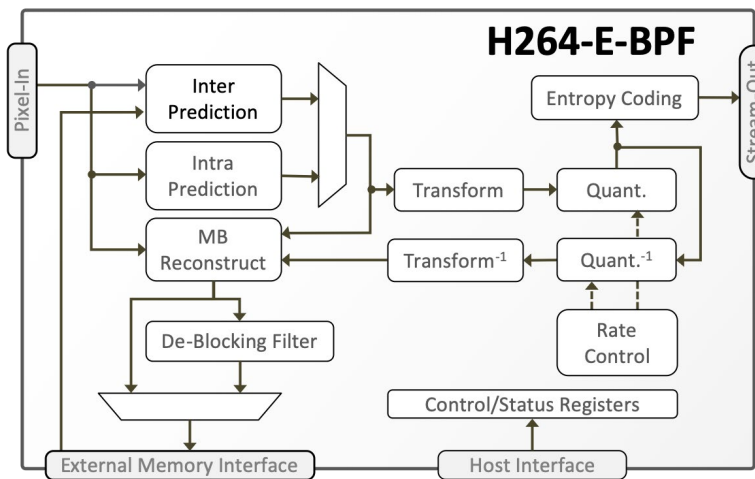 H264-E-BPF
Pixel-In
Inter
Prediction
Entropy Coding
Stream_Out
Intra
Prediction
Transform
Quant.
MB
Reconstruct
Transform-1
Quant.-1
De-Blocking Filter
Rate
Control
Control/Status Registers
External Memory Interface
Host Interface